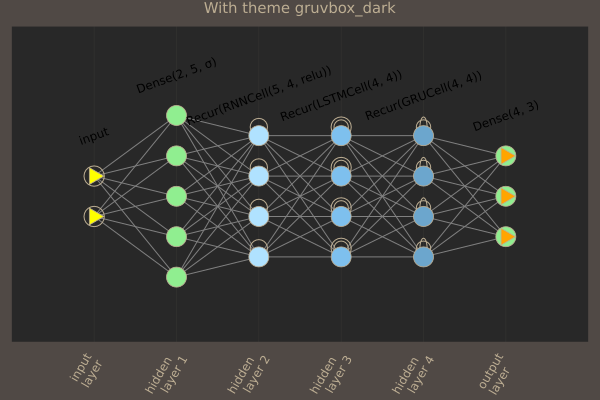 With theme gruvbox_dark
input
Dense(2, 5, σ)
Recur(RNNCell(5, 4, relu))
Recur(LSTMCell(4, 4))
Recur(GRUCell(4, 4))
Dense(4, 3)
input
layer
hidden
layer 1
hidden
layer 2
hidden
layer 3
hidden
layer 4
output
layer